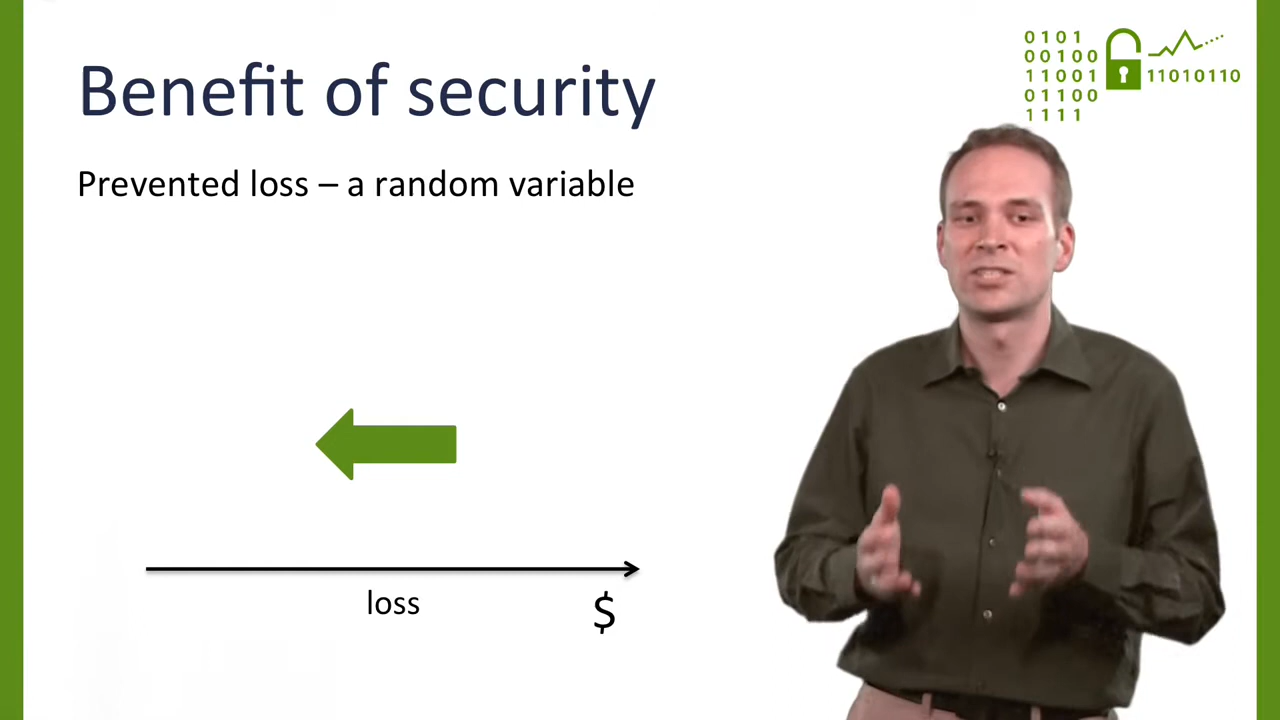 Benefit of security
0101
00100
11001
11010110
01100
1111
Prevented loss – a random variable
loss
$